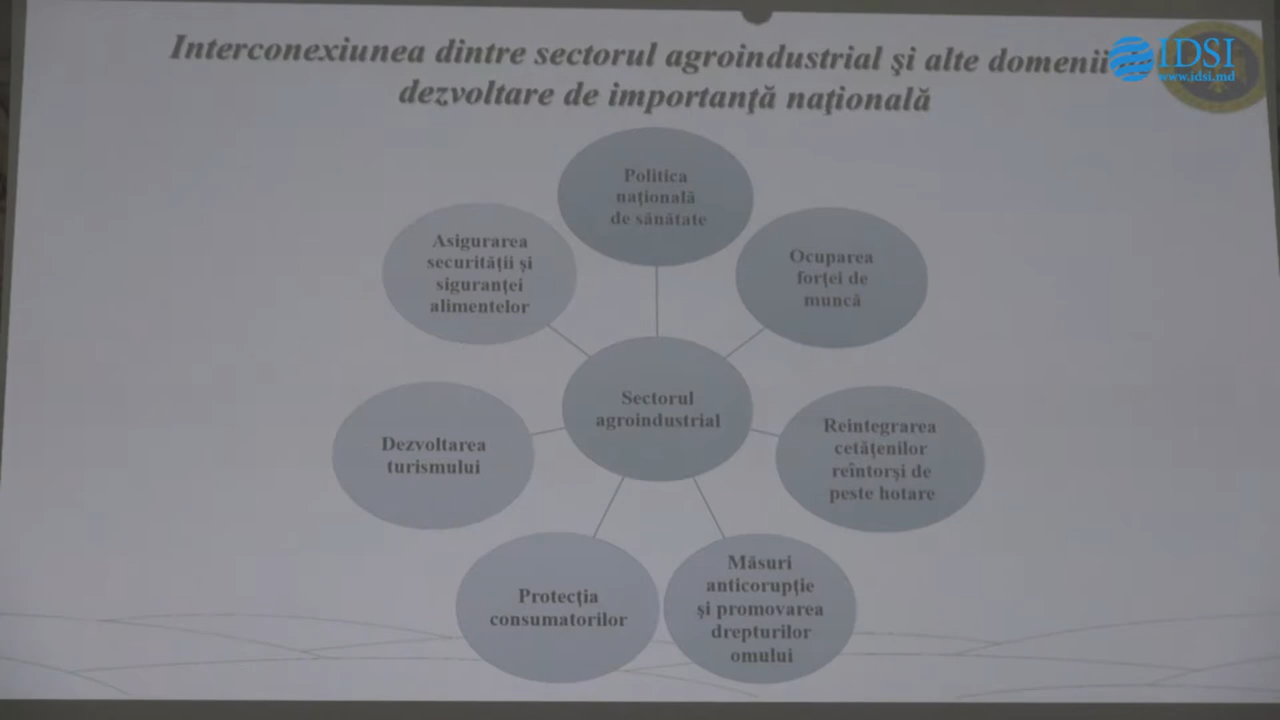 Interconexiunea dintre sectorul agroindustrial şi alte domenii
dezvoltare de importanţă naţională
IDSI
www.idsi.md
Politica
naţională
de sănătate
Asigurarea
securităţii şi
siguranţei
alimentelor
Ocuparea
forţei de
muncă
Sectorul
agroindustrial
Dezvoltarea
turismului
Reintegrarea
cetăţenilor
reîntorşi de
peste hotare
Protecţia
consumatorilor
Măsuri
anticorupţie
şi promovarea
drepturilor
omului